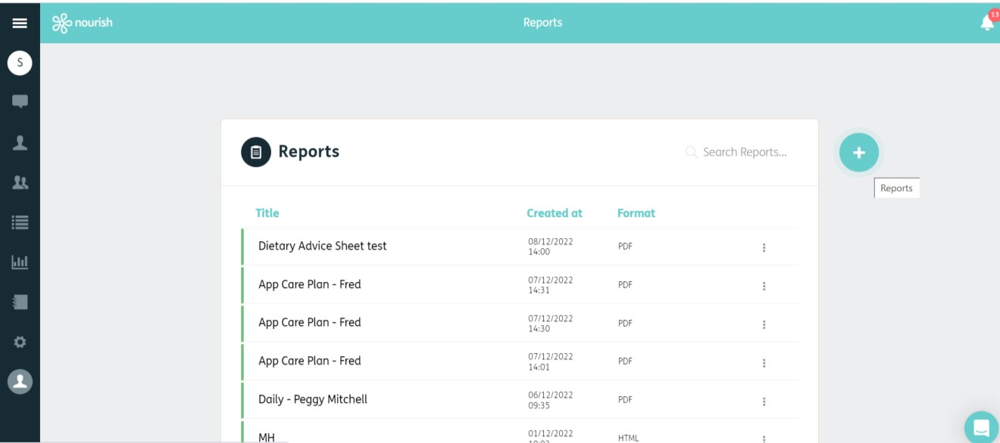 nourish
Reports
13
S
Reports
Search Reports...
Reports
Title Created at Format
Dietary Advice Sheet test 08/12/2022 PDF
14:00
App Care Plan - Fred 07/12/2022 PDF
14:31
App Care Plan - Fred 07/12/2022 PDF
14:30
App Care Plan - Fred 07/12/2022 PDF
14:01
Daily - Peggy Mitchell 06/12/2022 PDF
09:35
MH 01/12/2022 HTML